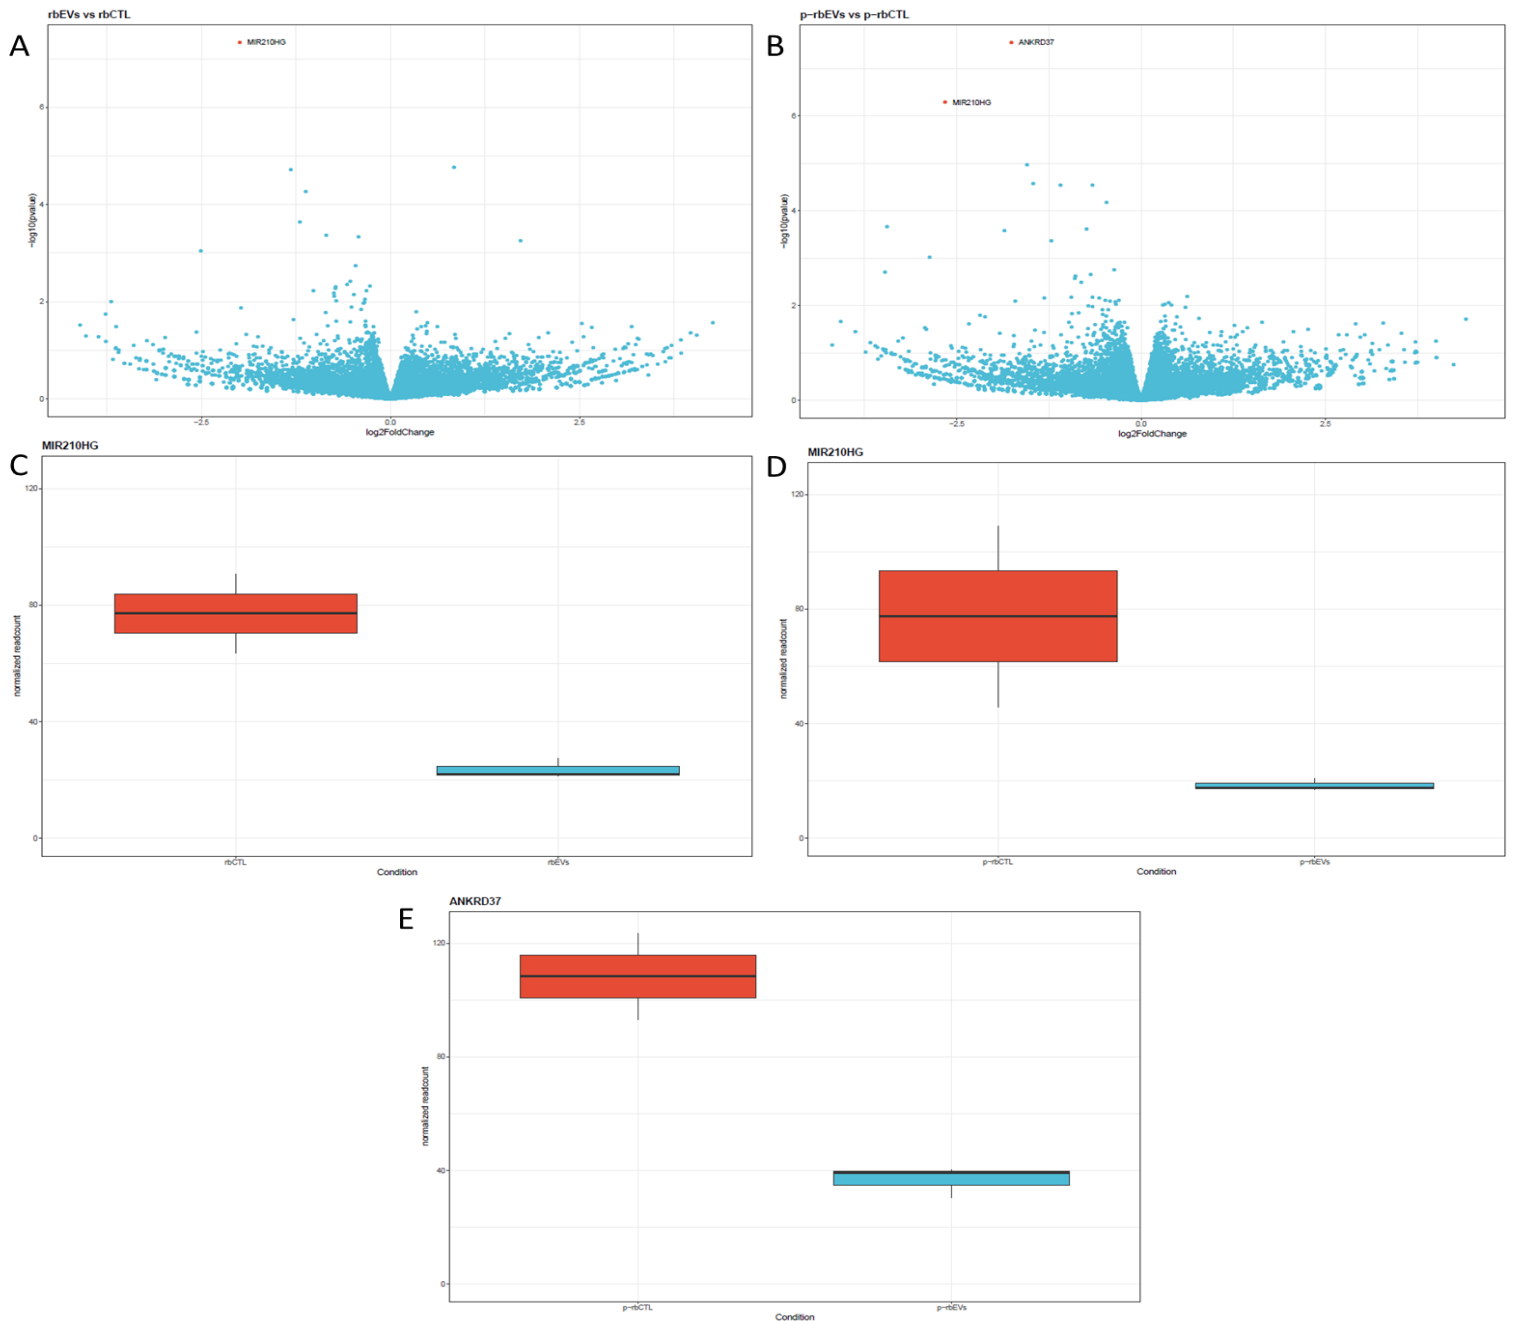 rbEVs vs rbCTL
A
MIR210HG
6
4
2
0
−log10(pvalue)
−2.5
0.0
2.5
log2FoldChange
p−rbEVs vs p−rbCTL
B
ANKRD37
MIR210HG
6
4
2
0
−log10(pvalue)
−2.5
0.0
2.5
log2FoldChange
MIR210HG
C
120
80
40
0
normalized readcount
rbCTL
rbEVs
Condition
MIR210HG
D
120
80
40
0
normalized readcount
p−rbCTL
p−rbEVs
Condition
ANKRD37
E
120
80
40
0
normalized readcount
p−rbCTL
p−rbEVs
Condition